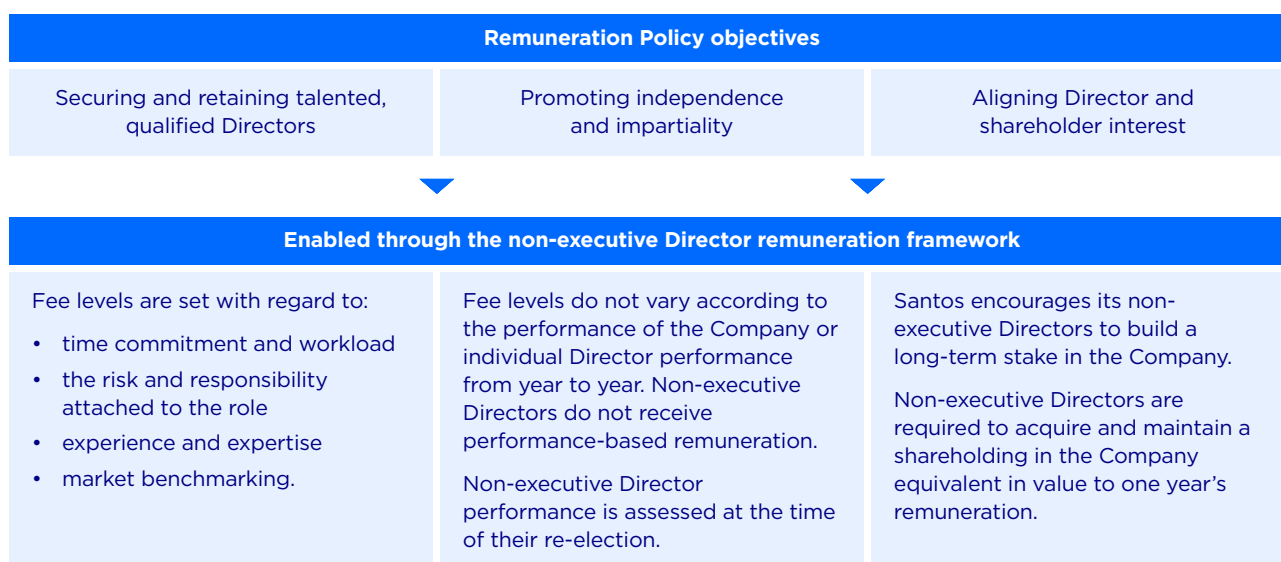 Remuneration Policy objectives
Securing and retaining talented,
qualified Directors
Promoting independence
and impartiality
Aligning Director and
shareholder interest
Enabled through the non-executive Director remuneration framework
Fee levels are set with regard to:
• time commitment and workload
• the risk and responsibility
attached to the role
• experience and expertise
• market benchmarking.
Fee levels do not vary according to
the performance of the Company or
individual Director performance
from year to year. Non-executive
Directors do not receive
performance-based remuneration.
Non-executive Director
performance is assessed at the time
of their re-election.
Santos encourages its non-
executive Directors to build a
long-term stake in the Company.
Non-executive Directors are
required to acquire and maintain a
shareholding in the Company
equivalent in value to one year’s
remuneration.